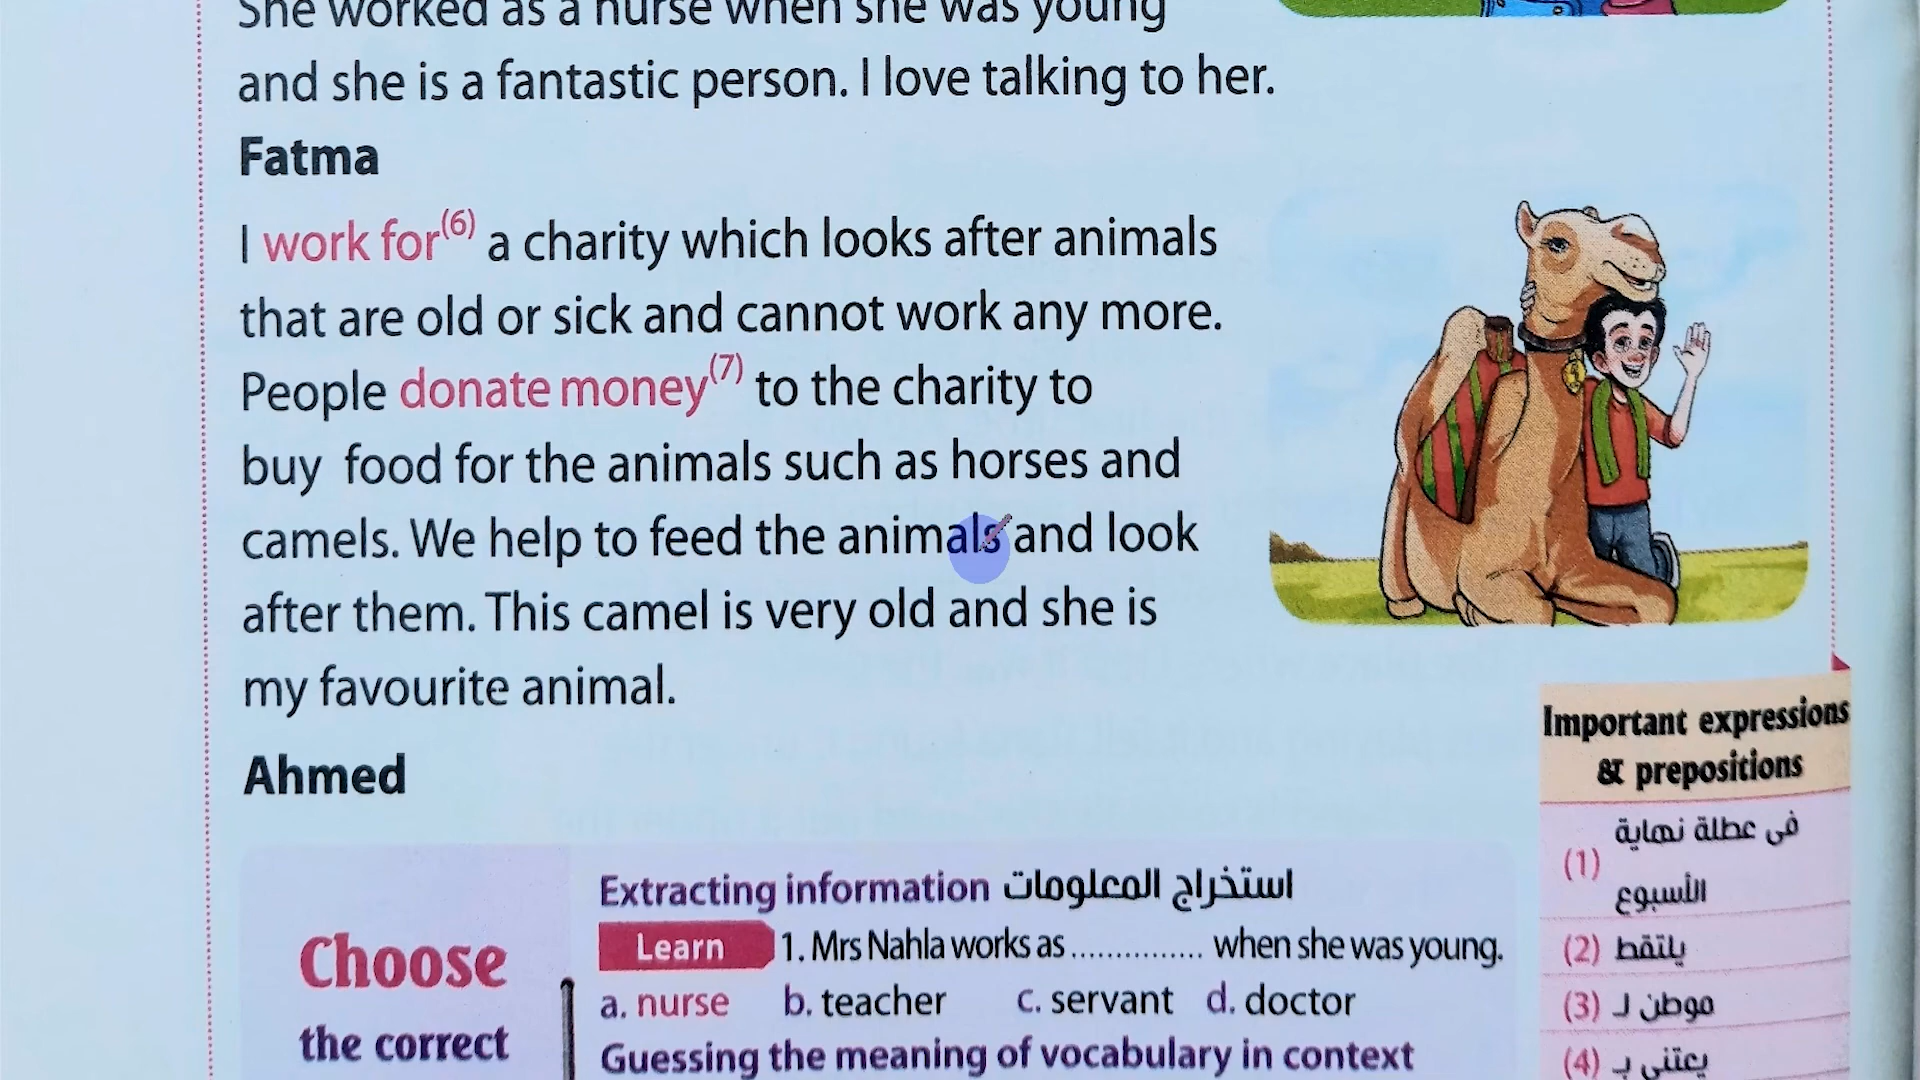 She worked as a nurse when she was young
and she is a fantastic person. I love talking to her.
Fatma
I work for(6) a charity which looks after animals
that are old or sick and cannot work any more.
People donate money(7) to the charity to
buy food for the animals such as horses and
camels. We help to feed the animals and look
after them. This camel is very old and she is
my favourite animal.
Ahmed
Important expressions
& prepositions
(1) فى عطلة نهاية
الأسبوع
(2) يلتقط
(3) موطن لـ
(4) يعتنى بـ
Choose
the correct
Extracting information استخراج المعلومات
Learn 1. Mrs Nahla works as .............. when she was young.
a. nurse b. teacher c. servant d. doctor
Guessing the meaning of vocabulary in context